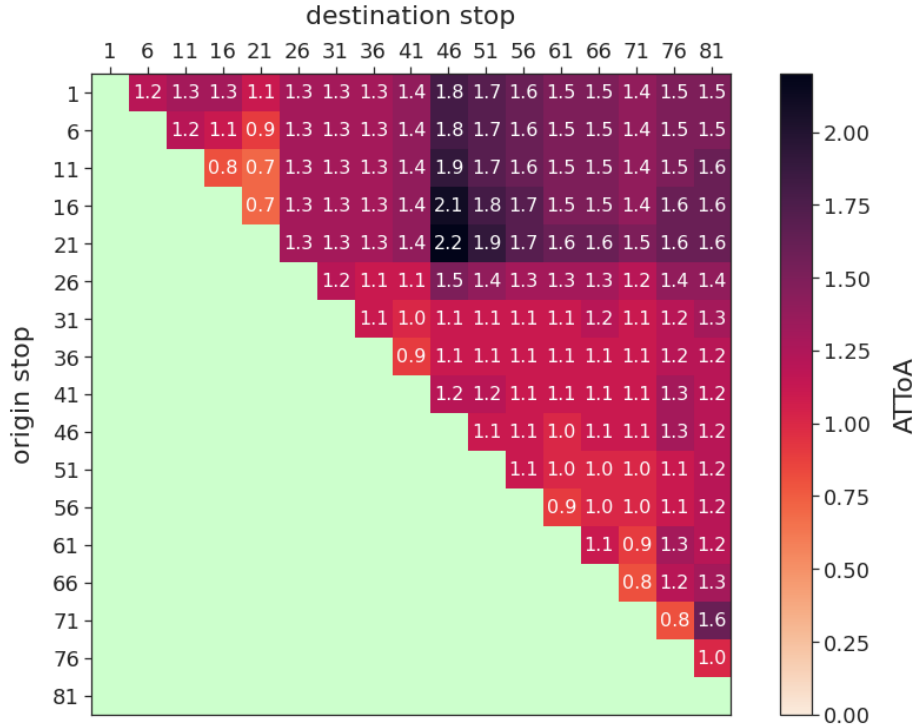 destination stop
1 6 11 16 21 26 31 36 41 46 51 56 61 66 71 76 81
1 1.2 1.3 1.3 1.1 1.3 1.3 1.3 1.4 1.8 1.7 1.6 1.5 1.5 1.4 1.5 1.5
6 1.2 1.1 0.9 1.3 1.3 1.3 1.4 1.8 1.7 1.6 1.5 1.5 1.4 1.5 1.5
11 0.8 0.7 1.3 1.3 1.3 1.4 1.9 1.7 1.6 1.5 1.5 1.4 1.5 1.6
16 0.7 1.3 1.3 1.3 1.4 2.1 1.8 1.7 1.5 1.5 1.4 1.6 1.6
21 1.3 1.3 1.3 1.4 2.2 1.9 1.7 1.6 1.6 1.5 1.6 1.6
26 1.2 1.1 1.1 1.5 1.4 1.3 1.3 1.3 1.2 1.4 1.4
31 1.1 1.0 1.1 1.1 1.1 1.1 1.2 1.1 1.2 1.3
36 0.9 1.1 1.1 1.1 1.1 1.1 1.1 1.2 1.2
41 1.2 1.2 1.1 1.1 1.1 1.1 1.3 1.2
46 1.1 1.1 1.0 1.1 1.1 1.3 1.2
51 1.1 1.0 1.0 1.0 1.1 1.2
56 0.9 1.0 1.0 1.1 1.2
61 1.1 0.9 1.3 1.2
66 0.8 1.2 1.3
71 0.8 1.6
76 1.0
81
origin stop
2.00
1.75
1.50
1.25
1.00
0.75
0.50
0.25
0.00
ATToA